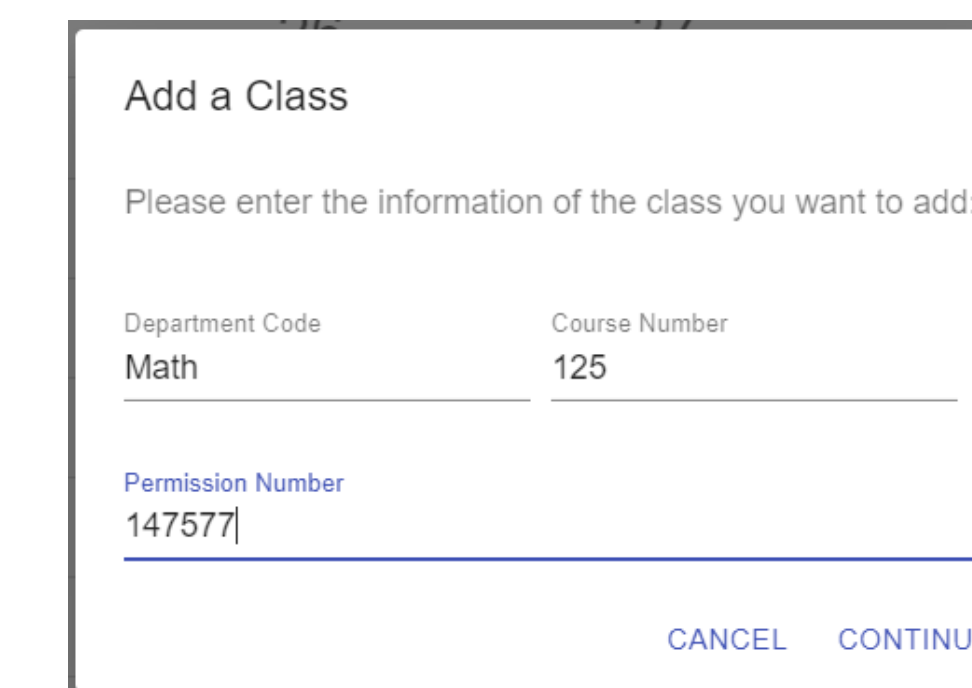 Add a Class
Please enter the information of the class you want to add:
Department Code Course Number
Math 125
Permission Number
147577
CANCEL CONTINU